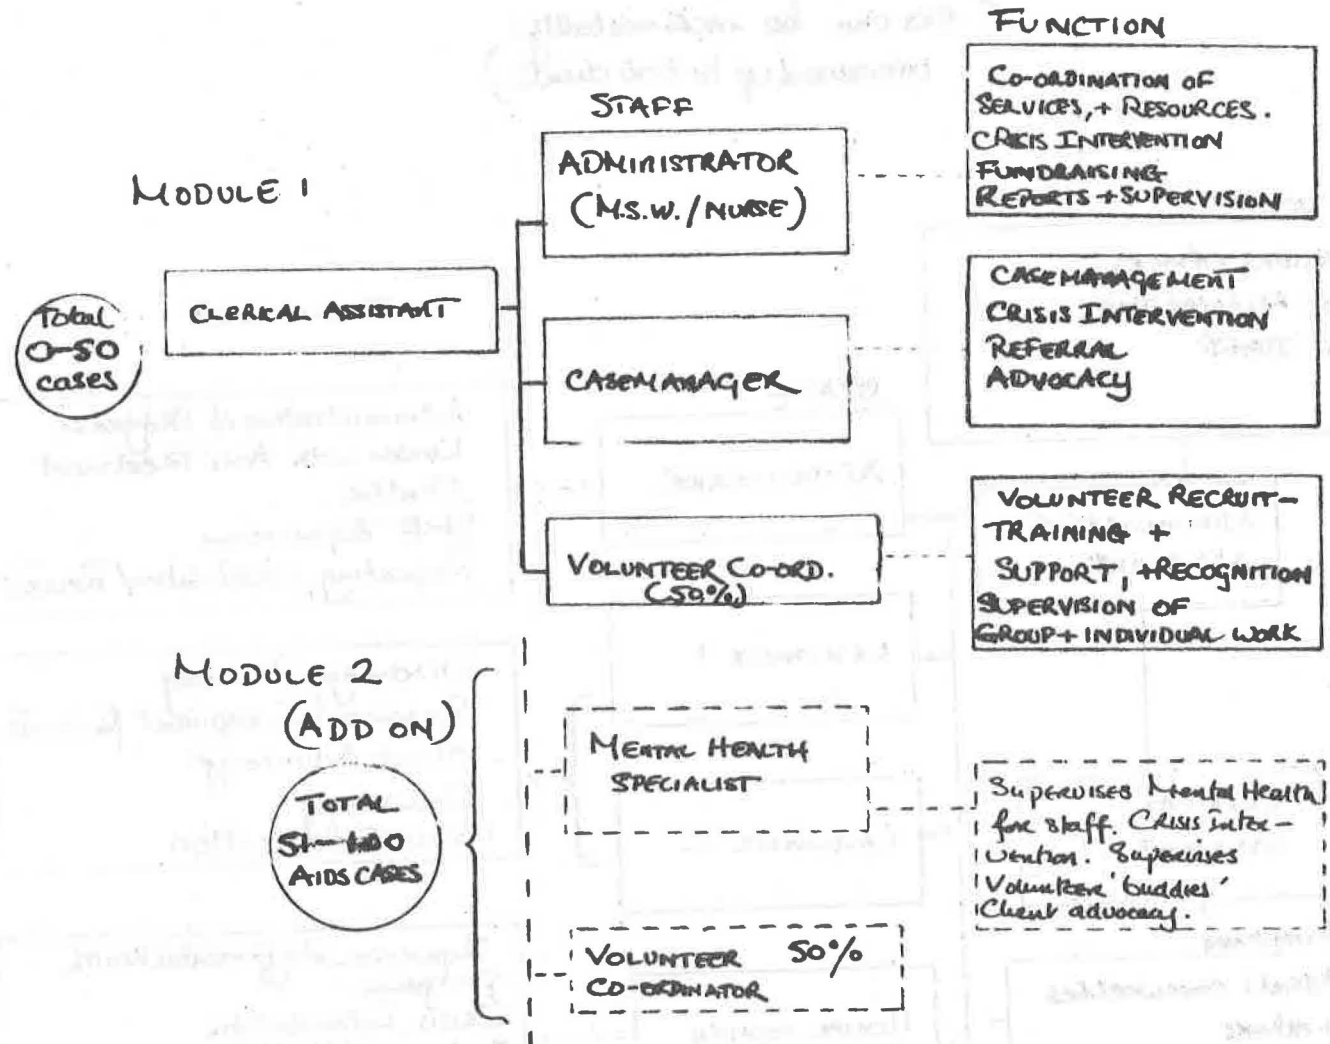 FUNCTION
STAFF
CO-ORDINATION OF
SERVICES, + RESOURCES.
CRISIS INTERVENTION
FUNDRAISING
REPORTS + SUPERVISION
ADMINISTRATOR
(M.S.W. / NURSE)
MODULE 1
CLERICAL ASSISTANT
Total
0-50
cases
CASEMANAGER
CASEMANAGEMENT
CRISIS INTERVENTION
REFERRAL
ADVOCACY
VOLUNTEER CO-ORD.
(50%)
VOLUNTEER RECRUIT-
TRAINING +
SUPPORT, + RECOGNITION
SUPERVISION OF
GROUP + INDIVIDUAL WORK
MODULE 2
(ADD ON)
TOTAL
51-100
AIDS CASES
MENTAL HEALTH
SPECIALIST
Supervises Mental Health
for staff. Crisis inter-
vention. Supervises
Volunteer 'buddies'
Client advocacy.
VOLUNTEER 50%
CO-ORDINATOR